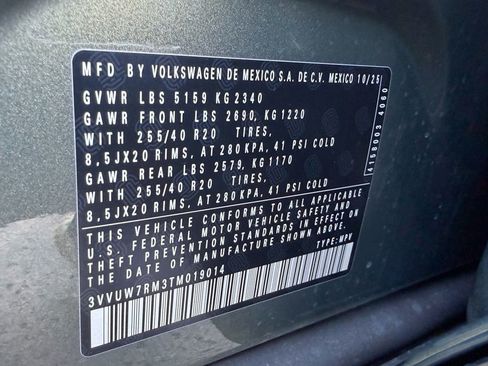 MFD BY VOLKSWAGEN DE MEXICO S.A. DE C.V. MEXICO 10/25
GVWR LBS 5159 KG 2340
GAWR FRONT LBS 2690, KG 1220
WITH 255/40 R20 TIRES,
8,5JX20 RIMS, AT 280 KPA, 41 PSI COLD
GAWR REAR LBS 2579, KG 1170
WITH 255/40 R20 TIRES,
8,5JX20 RIMS, AT 280 KPA, 41 PSI COLD
THIS VEHICLE CONFORMS TO ALL APPLICABLE
U.S. FEDERAL MOTOR VEHICLE SAFETY AND
THEFT PREVENTION STANDARDS IN EFFECT ON
THE DATE OF MANUFACTURE SHOWN ABOVE.
TYPE: MPV
3VVUW7RM3TM019014
4158003 4060